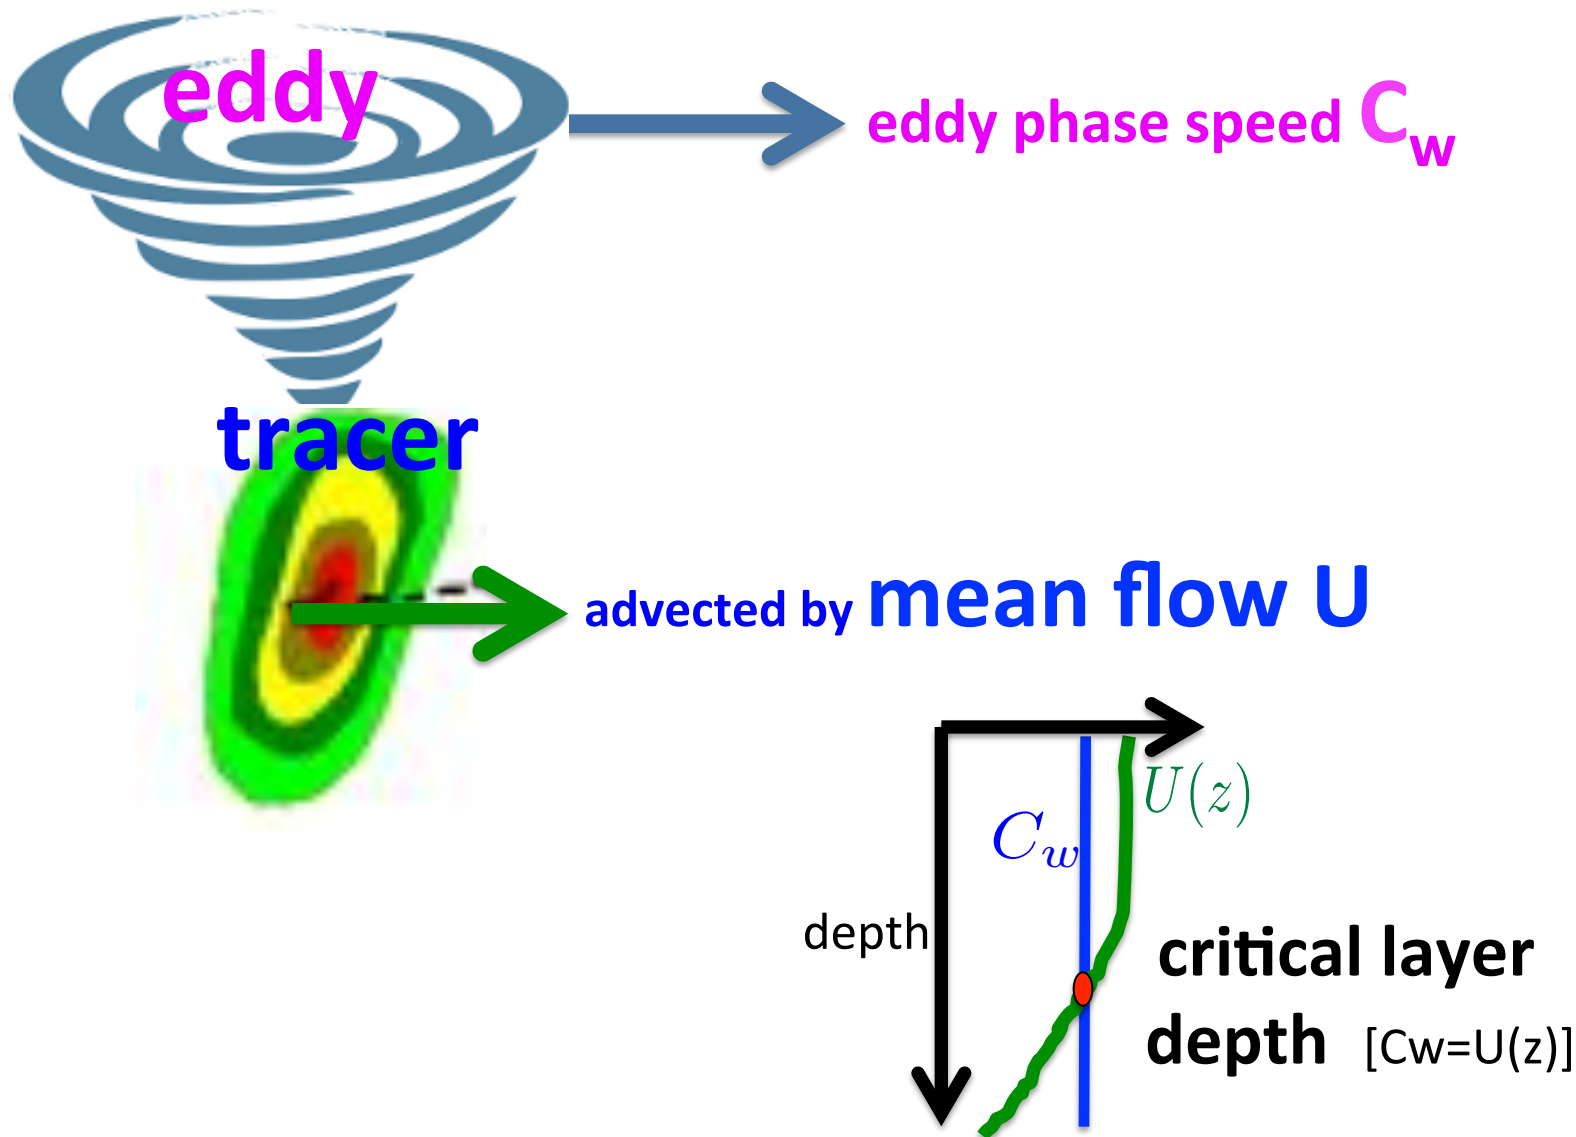 eddy
eddy phase speed Cw
tracer
advected by mean flow U
U(z)
Cw
depth
critical layer
depth [Cw=U(z)]